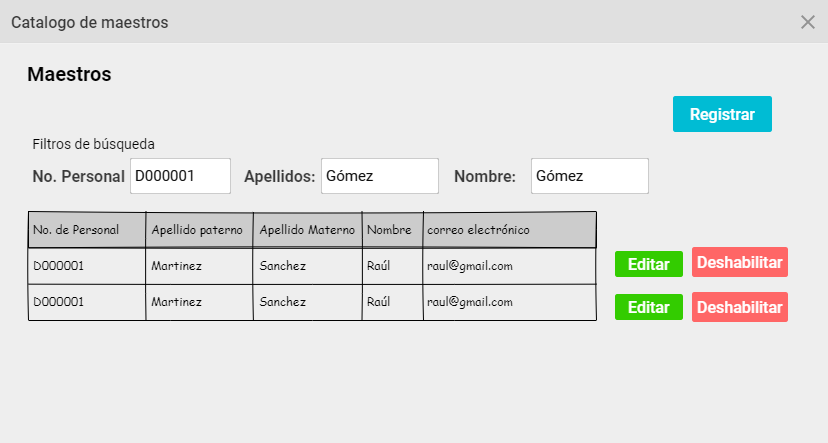 Catalogo de maestros
Maestros
Registrar
Filtros de búsqueda
No. Personal D000001 Apellidos: Gómez Nombre: Gómez
No. de Personal Apellido paterno Apellido Materno Nombre correo electrónico
D000001 Martinez Sanchez Raúl raul@gmail.com Editar Deshabilitar
D000001 Martinez Sanchez Raúl raul@gmail.com Editar Deshabilitar